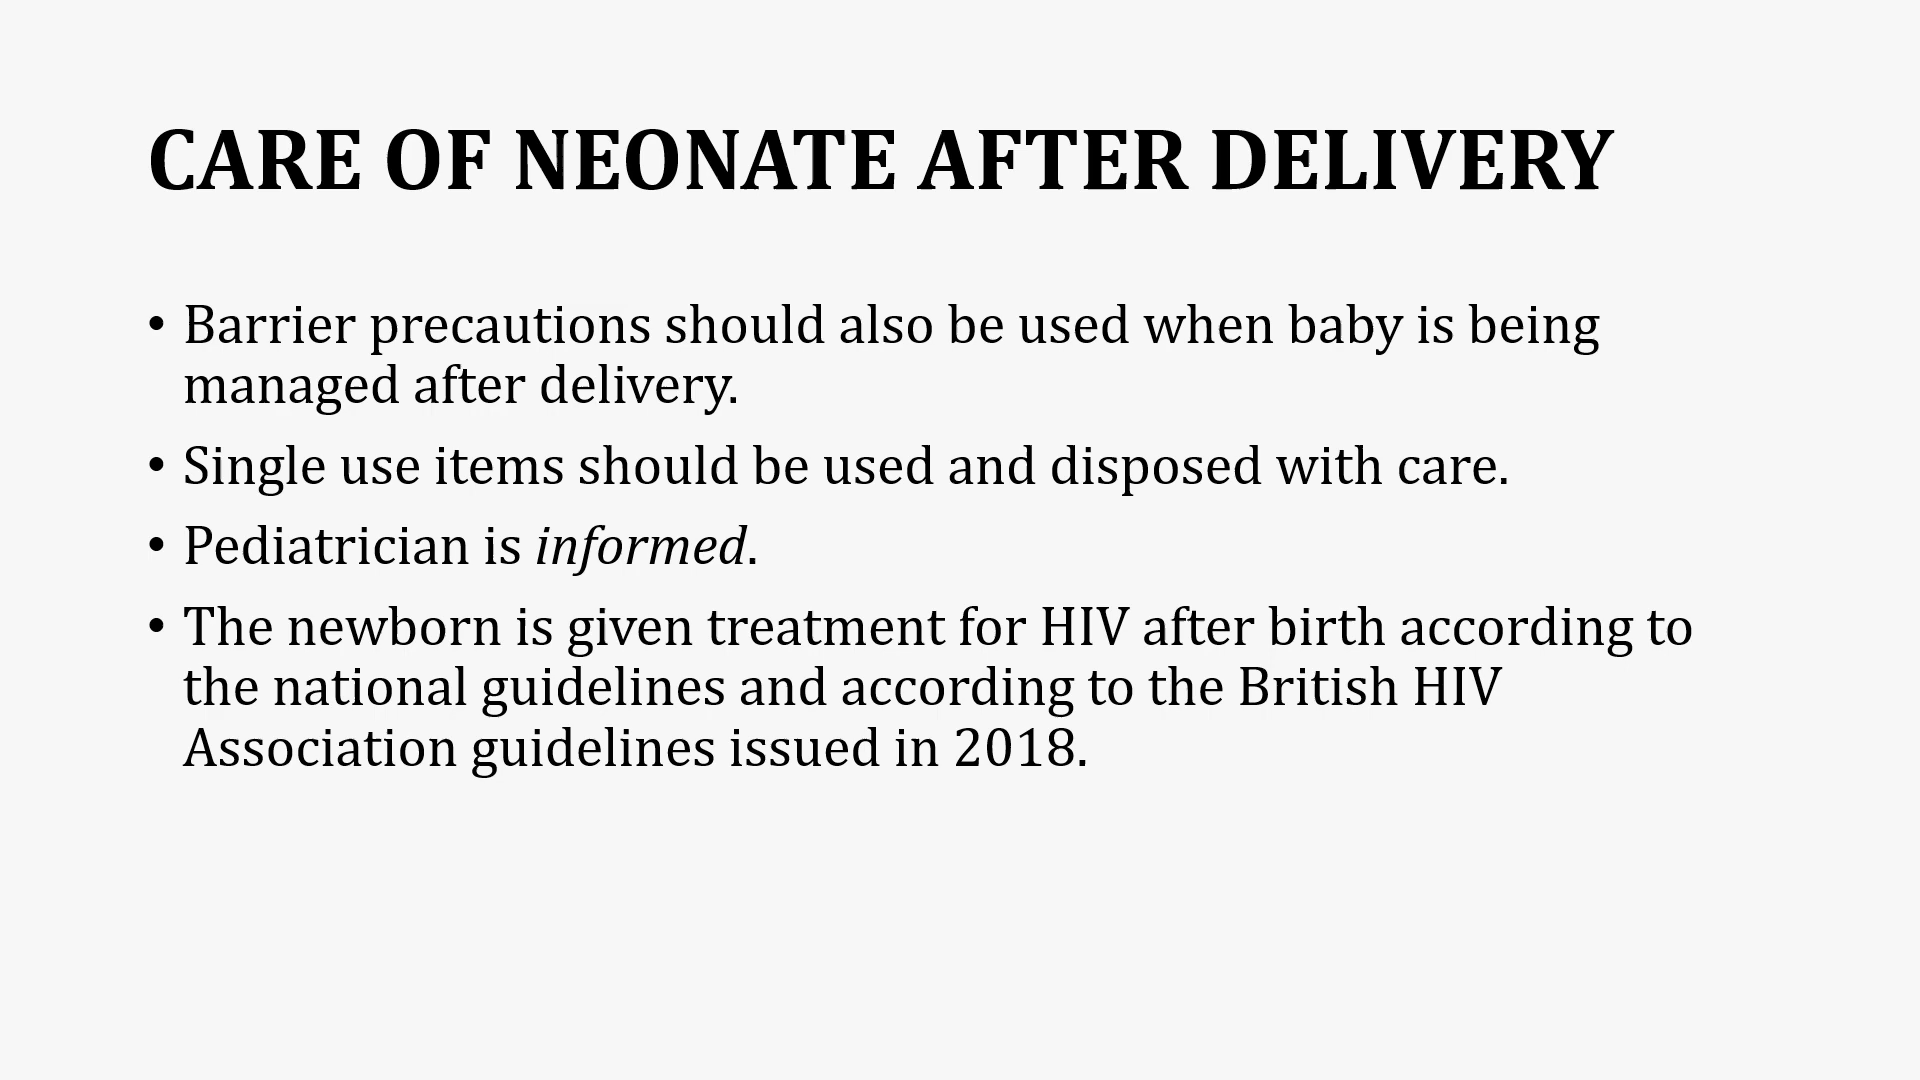 CARE OF NEONATE AFTER DELIVERY
• Barrier precautions should also be used when baby is being
managed after delivery.
• Single use items should be used and disposed with care.
• Pediatrician is informed.
• The newborn is given treatment for HIV after birth according to
the national guidelines and according to the British HIV
Association guidelines issued in 2018.